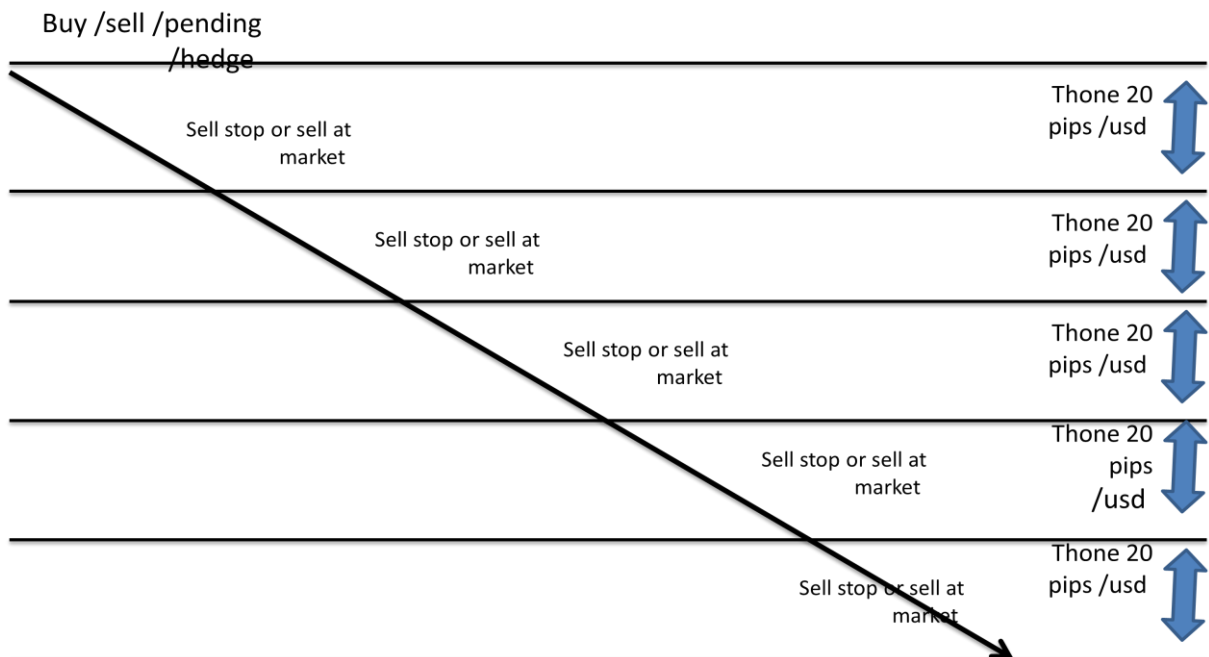 Buy /sell /pending
/hedge
Thone 20
pips /usd
Sell stop or sell at
market
Thone 20
pips /usd
Sell stop or sell at
market
Thone 20
pips /usd
Sell stop or sell at
market
Thone 20
pips
/usd
Sell stop or sell at
market
Thone 20
pips /usd
Sell stop or sell at
market